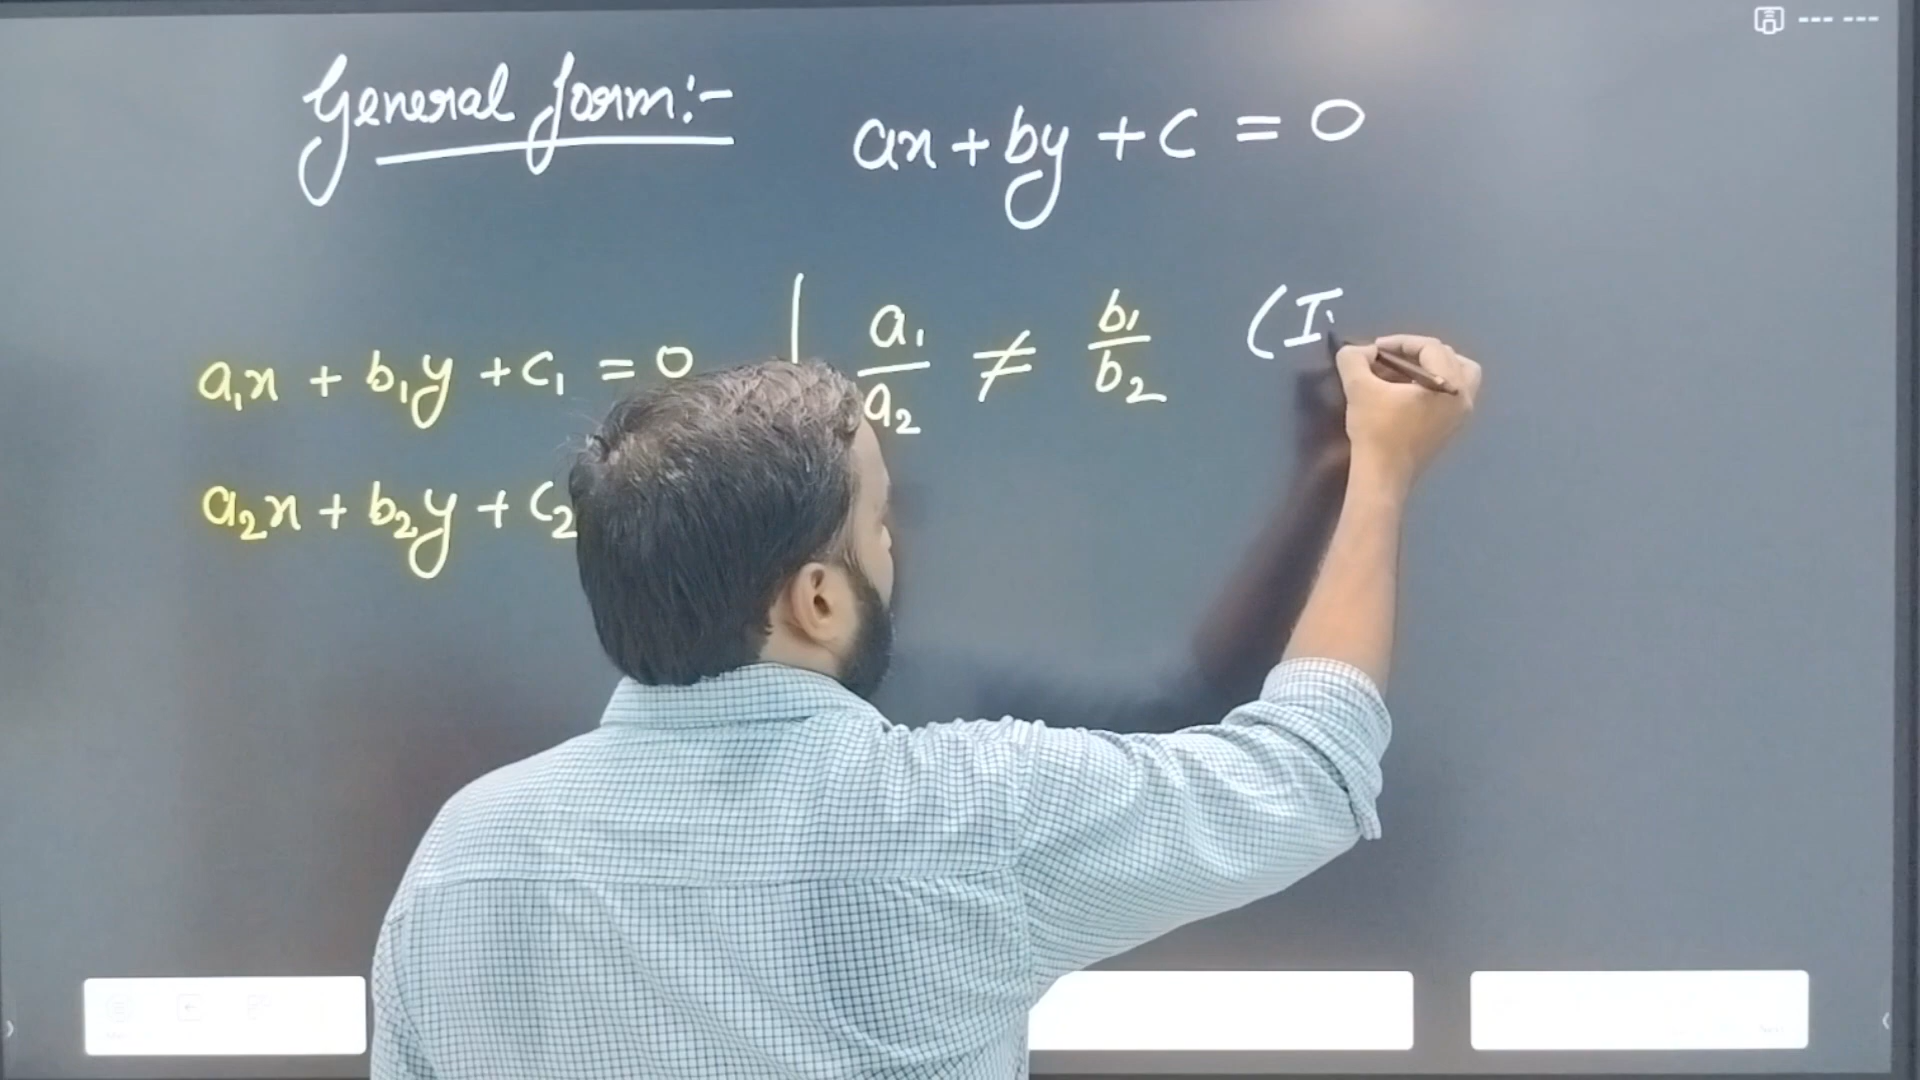 General form:-
ax + by + c = 0
a₁x + b₁y + c₁ = 0
a₁/a₂ ≠ b₁/b₂ (I
a₂x + b₂y + c₂